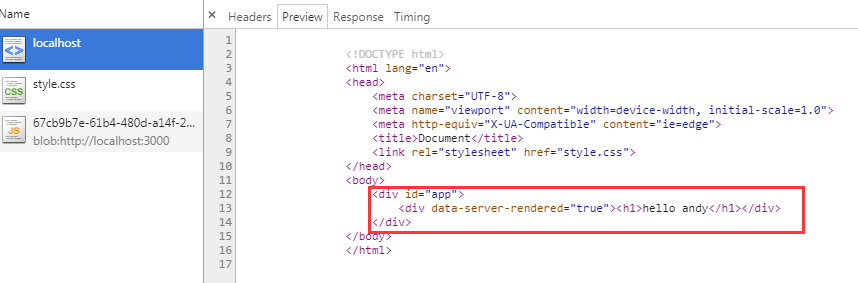 Name
localhost
style.css
67cb9b7e-61b4-480d-a14f-2...
blob:http://localhost:3000
× Headers Preview Response Timing
1
2 <!DOCTYPE html>
3 <html lang="en">
4 <head>
5 <meta charset="UTF-8">
6 <meta name="viewport" content="width=device-width, initial-scale=1.0">
7 <meta http-equiv="X-UA-Compatible" content="ie=edge">
8 <title>Document</title>
9 <link rel="stylesheet" href="style.css">
10 </head>
11 <body>
12 <div id="app">
13 <div data-server-rendered="true"><h1>hello andy</h1></div>
14 </div>
15 </body>
16 </html>
17
<>
CSS
JS